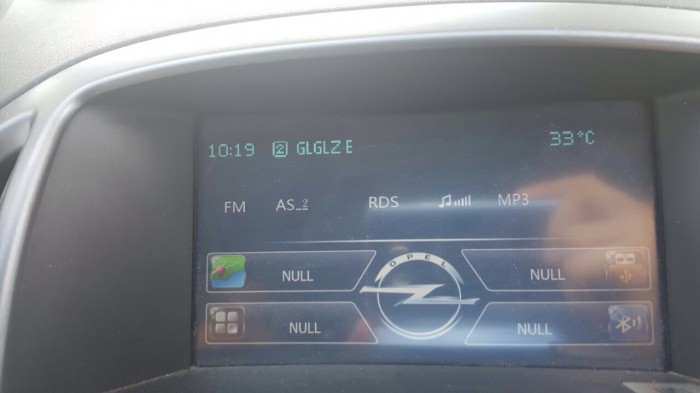 10:19 2 GLGLZ E 33°C
FM AS_2 RDS MP3
OPEL
NULL NULL
NULL NULL